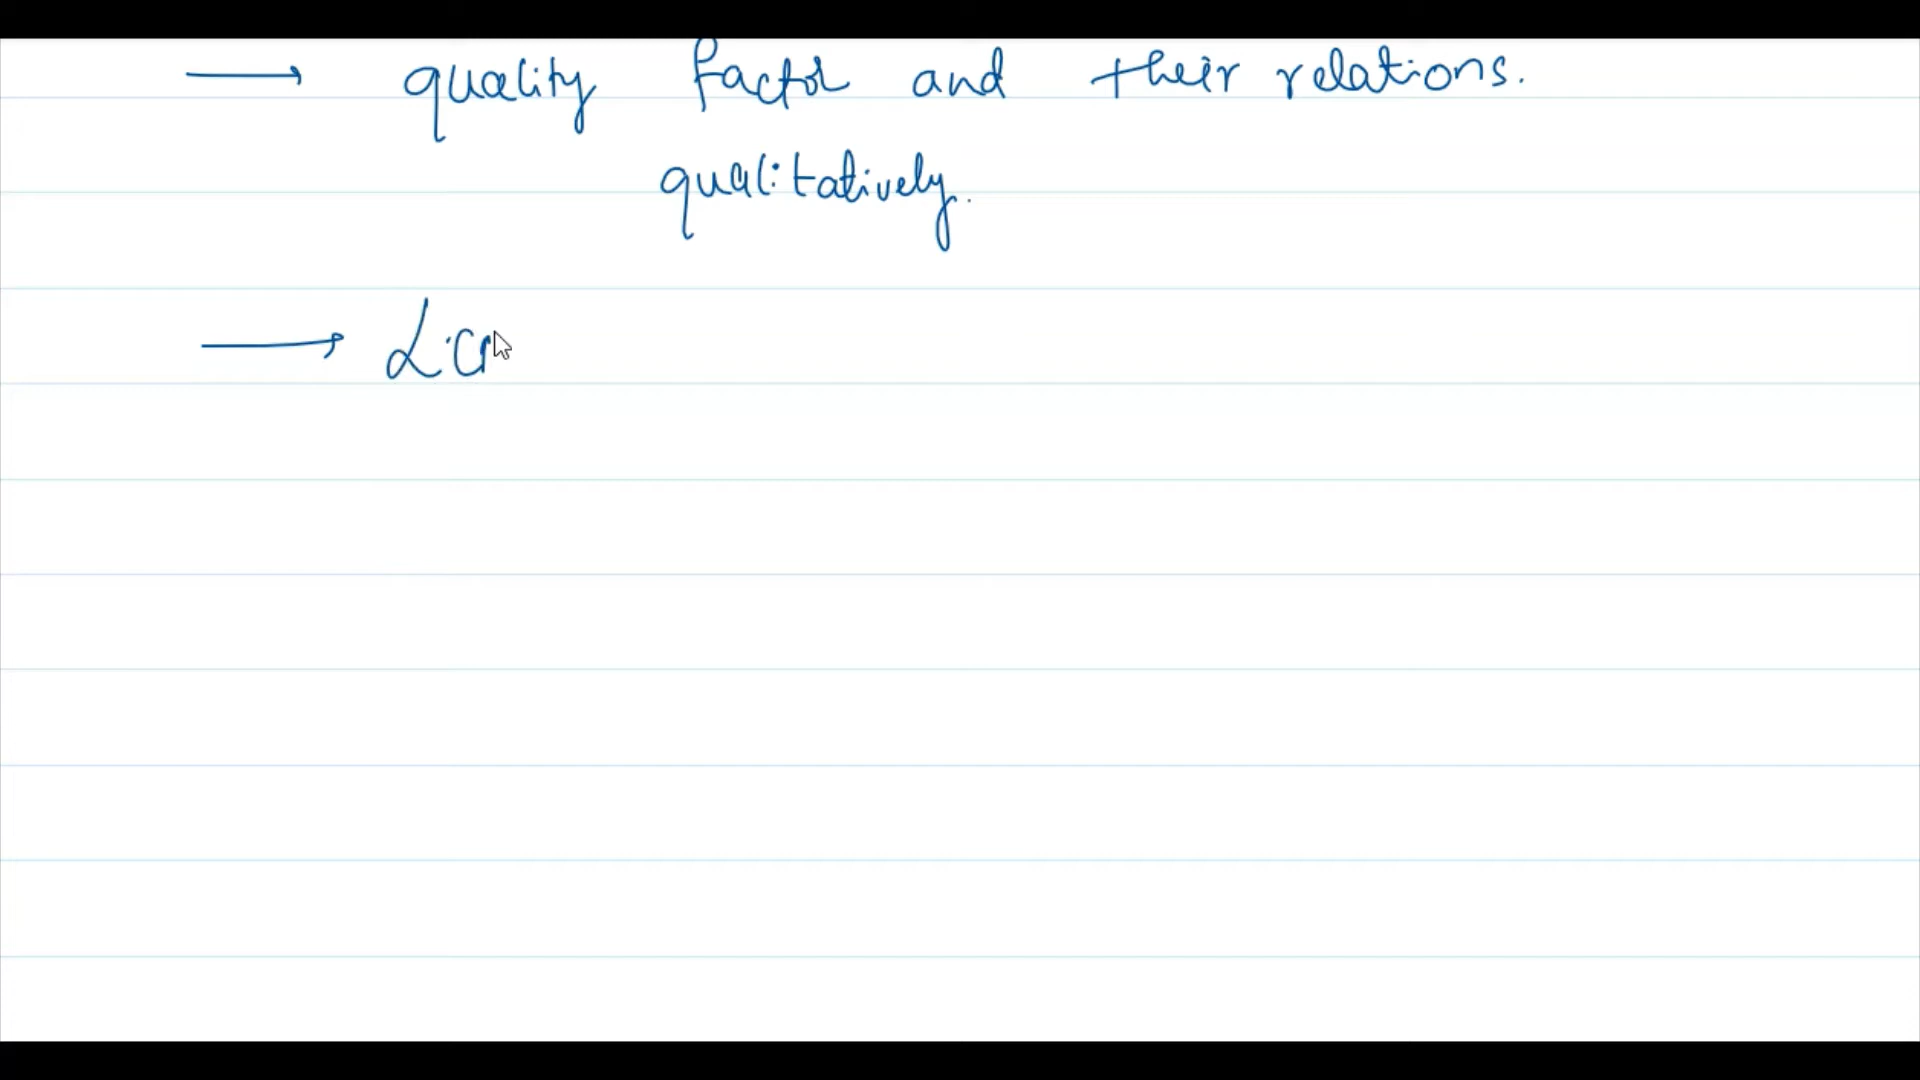 → quality factor and their relations.
qualitatively.
→ L.C